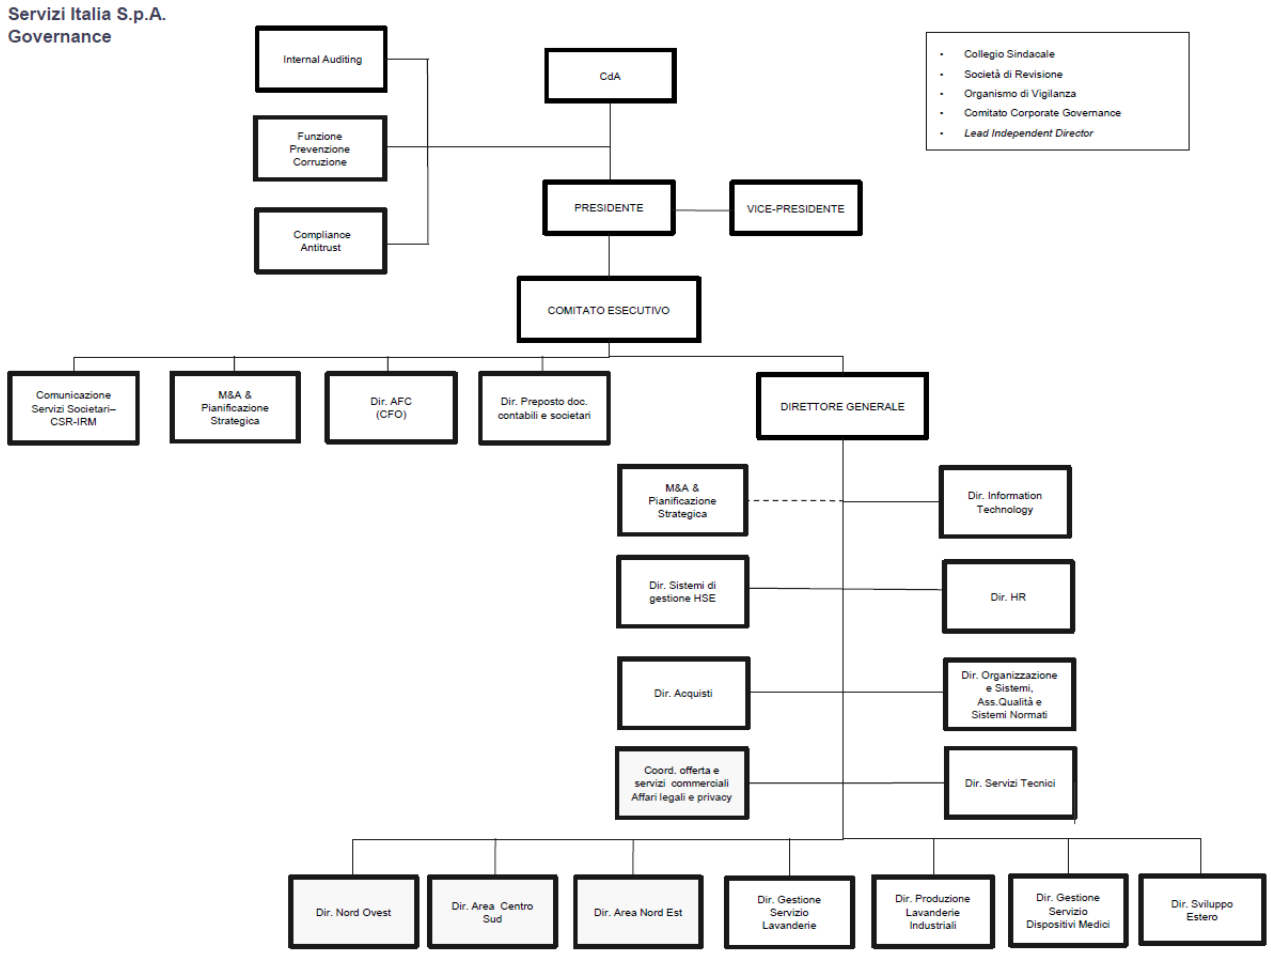 Servizi Italia S.p.A.
Governance
Internal Auditing
CdA
• Collegio Sindacale
• Società di Revisione
• Organismo di Vigilanza
• Comitato Corporate Governance
• Lead Independent Director
Funzione
Prevenzione
Corruzione
PRESIDENTE
VICE-PRESIDENTE
Compliance
Antitrust
COMITATO ESECUTIVO
Comunicazione
Servizi Societari–
CSR-IRM
M&A &
Pianificazione
Strategica
Dir. AFC
(CFO)
Dir. Preposto doc.
contabili e societari
DIRETTORE GENERALE
M&A &
Pianificazione
Strategica
Dir. Information
Technology
Dir. Sistemi di
gestione HSE
Dir. HR
Dir. Acquisti
Dir. Organizzazione
e Sistemi,
Ass.Qualità e
Sistemi Normati
Coord. offerta e
servizi commerciali
Affari legali e privacy
Dir. Servizi Tecnici
Dir. Nord Ovest
Dir. Area Centro
Sud
Dir. Area Nord Est
Dir. Gestione
Servizio
Lavanderie
Dir. Produzione
Lavanderie
Industriali
Dir. Gestione
Servizio
Dispositivi Medici
Dir. Sviluppo
Estero